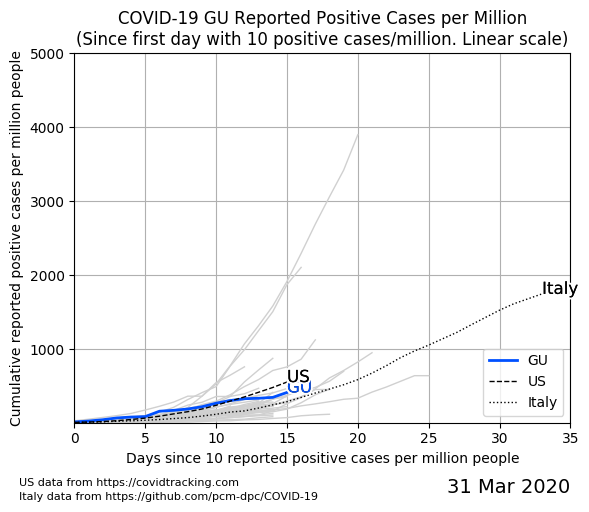 COVID-19 GU Reported Positive Cases per Million
(Since first day with 10 positive cases/million. Linear scale)
Cumulative reported positive cases per million people
5000
4000
3000
2000
1000
Italy
US
GU
GU
US
Italy
0 5 10 15 20 25 30 35
Days since 10 reported positive cases per million people
US data from https://covidtracking.com
Italy data from https://github.com/pcm-dpc/COVID-19
31 Mar 2020